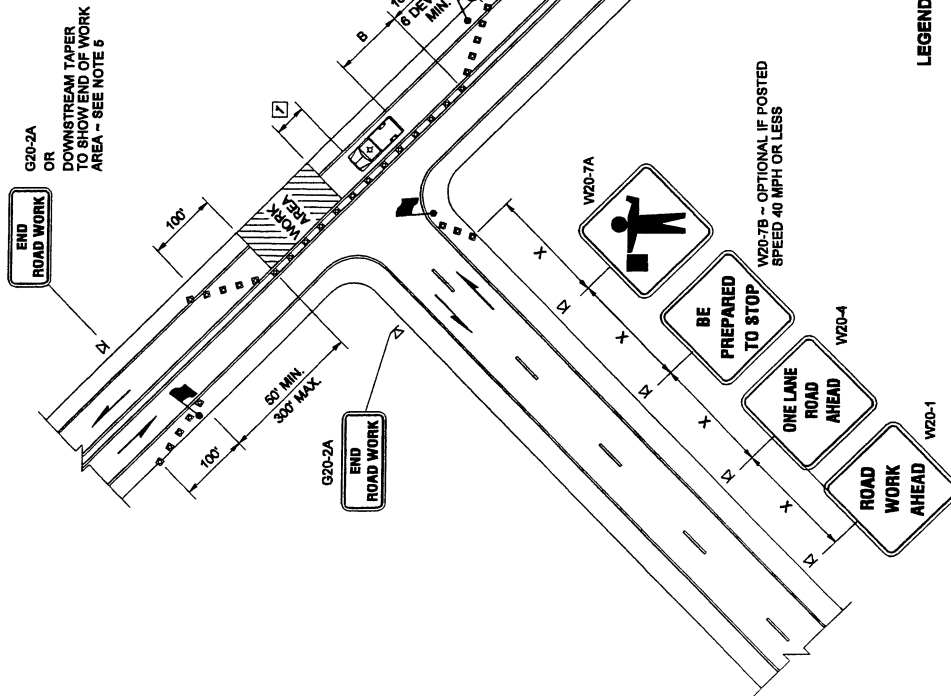 G20-2A
OR
DOWNSTREAM TAPER
TO SHOW END OF WORK
AREA ~ SEE NOTE 5
END
ROAD WORK
100'
1
B
6 DEV
MIN.
WORK
AREA
50' MIN.
300' MAX.
100'
G20-2A
END
ROAD WORK
X
X
X
X
W20-7A
BE
PREPARED
TO STOP
W20-7B ~ OPTIONAL IF POSTED
SPEED 40 MPH OR LESS
ONE LANE
ROAD
AHEAD
W20-4
ROAD
WORK
AHEAD
W20-1
LEGEND